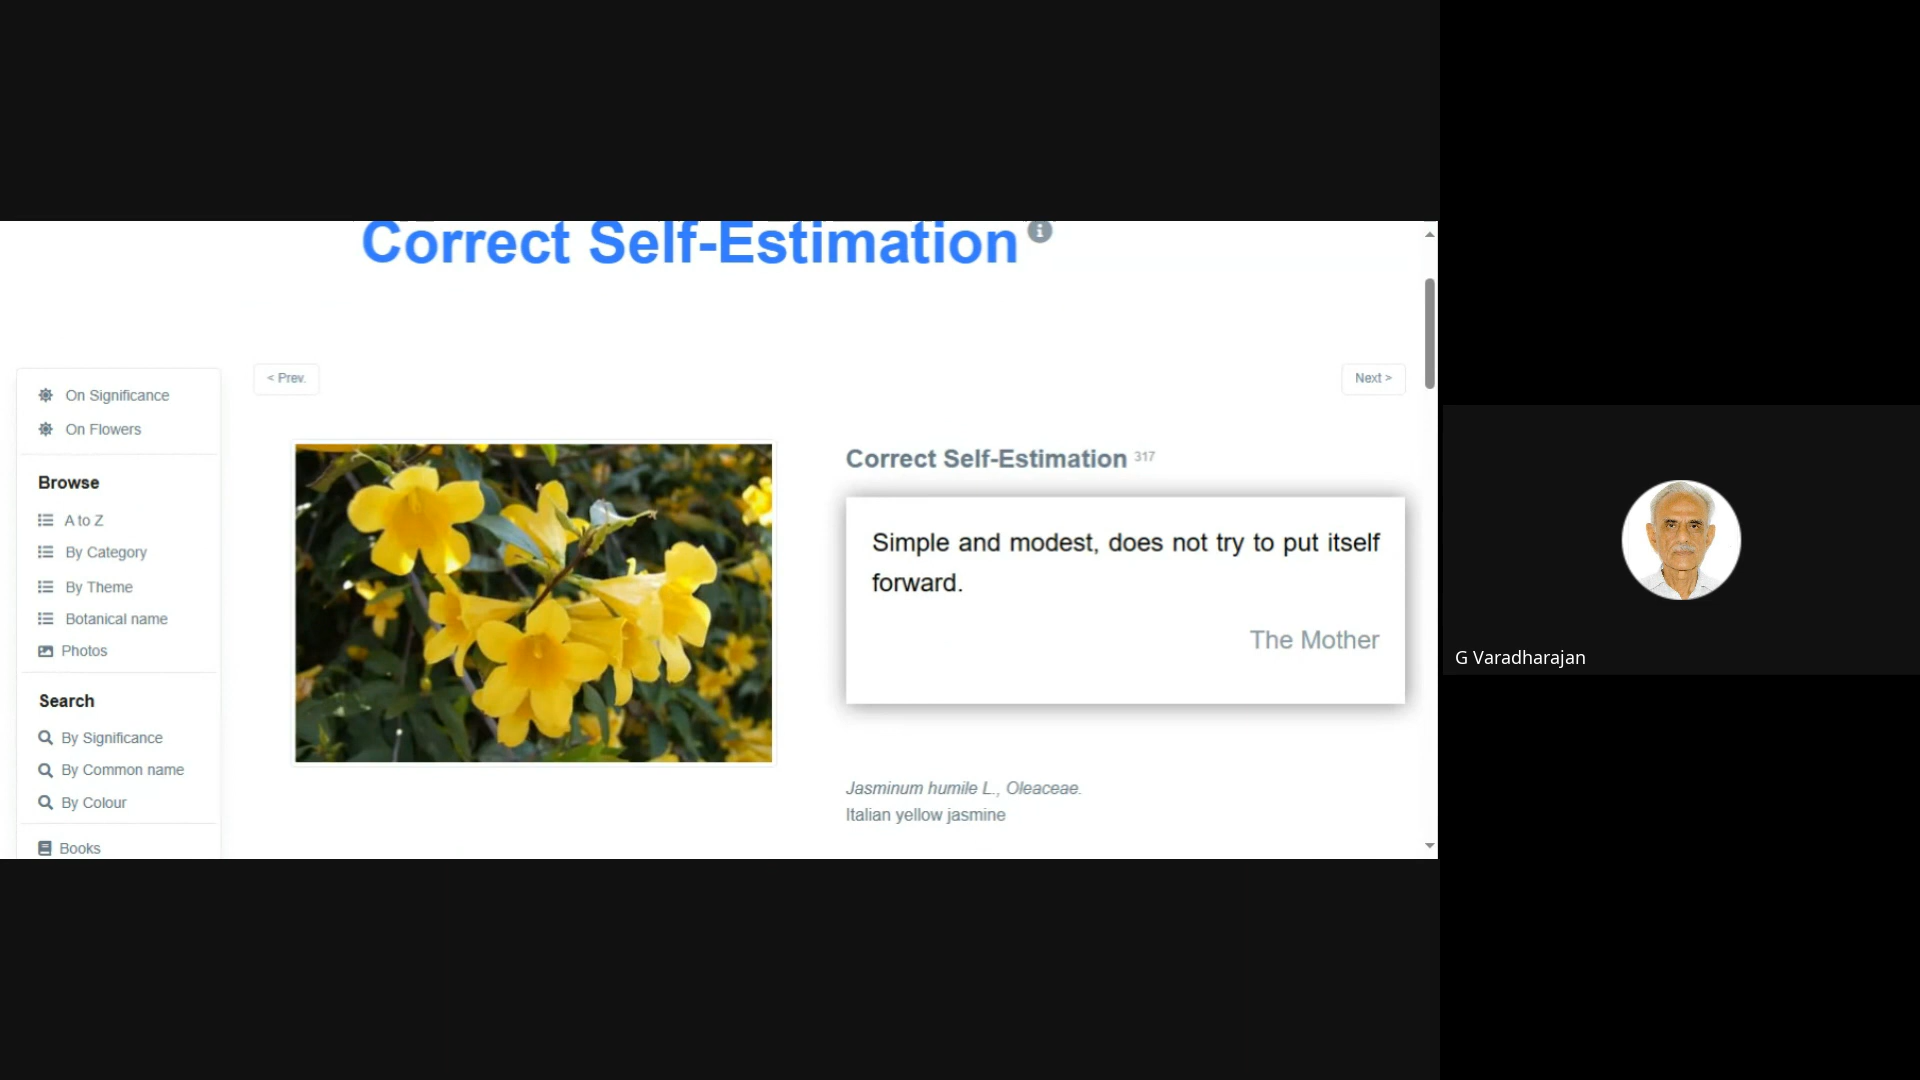 Correct Self-Estimation
< Prev.
Next >
On Significance
On Flowers
Browse
A to Z
By Category
By Theme
Botanical name
Photos
Search
By Significance
By Common name
By Colour
Books
Correct Self-Estimation 317
Simple and modest, does not try to put itself
forward.
The Mother
Jasminum humile L., Oleaceae.
Italian yellow jasmine
G Varadharajan